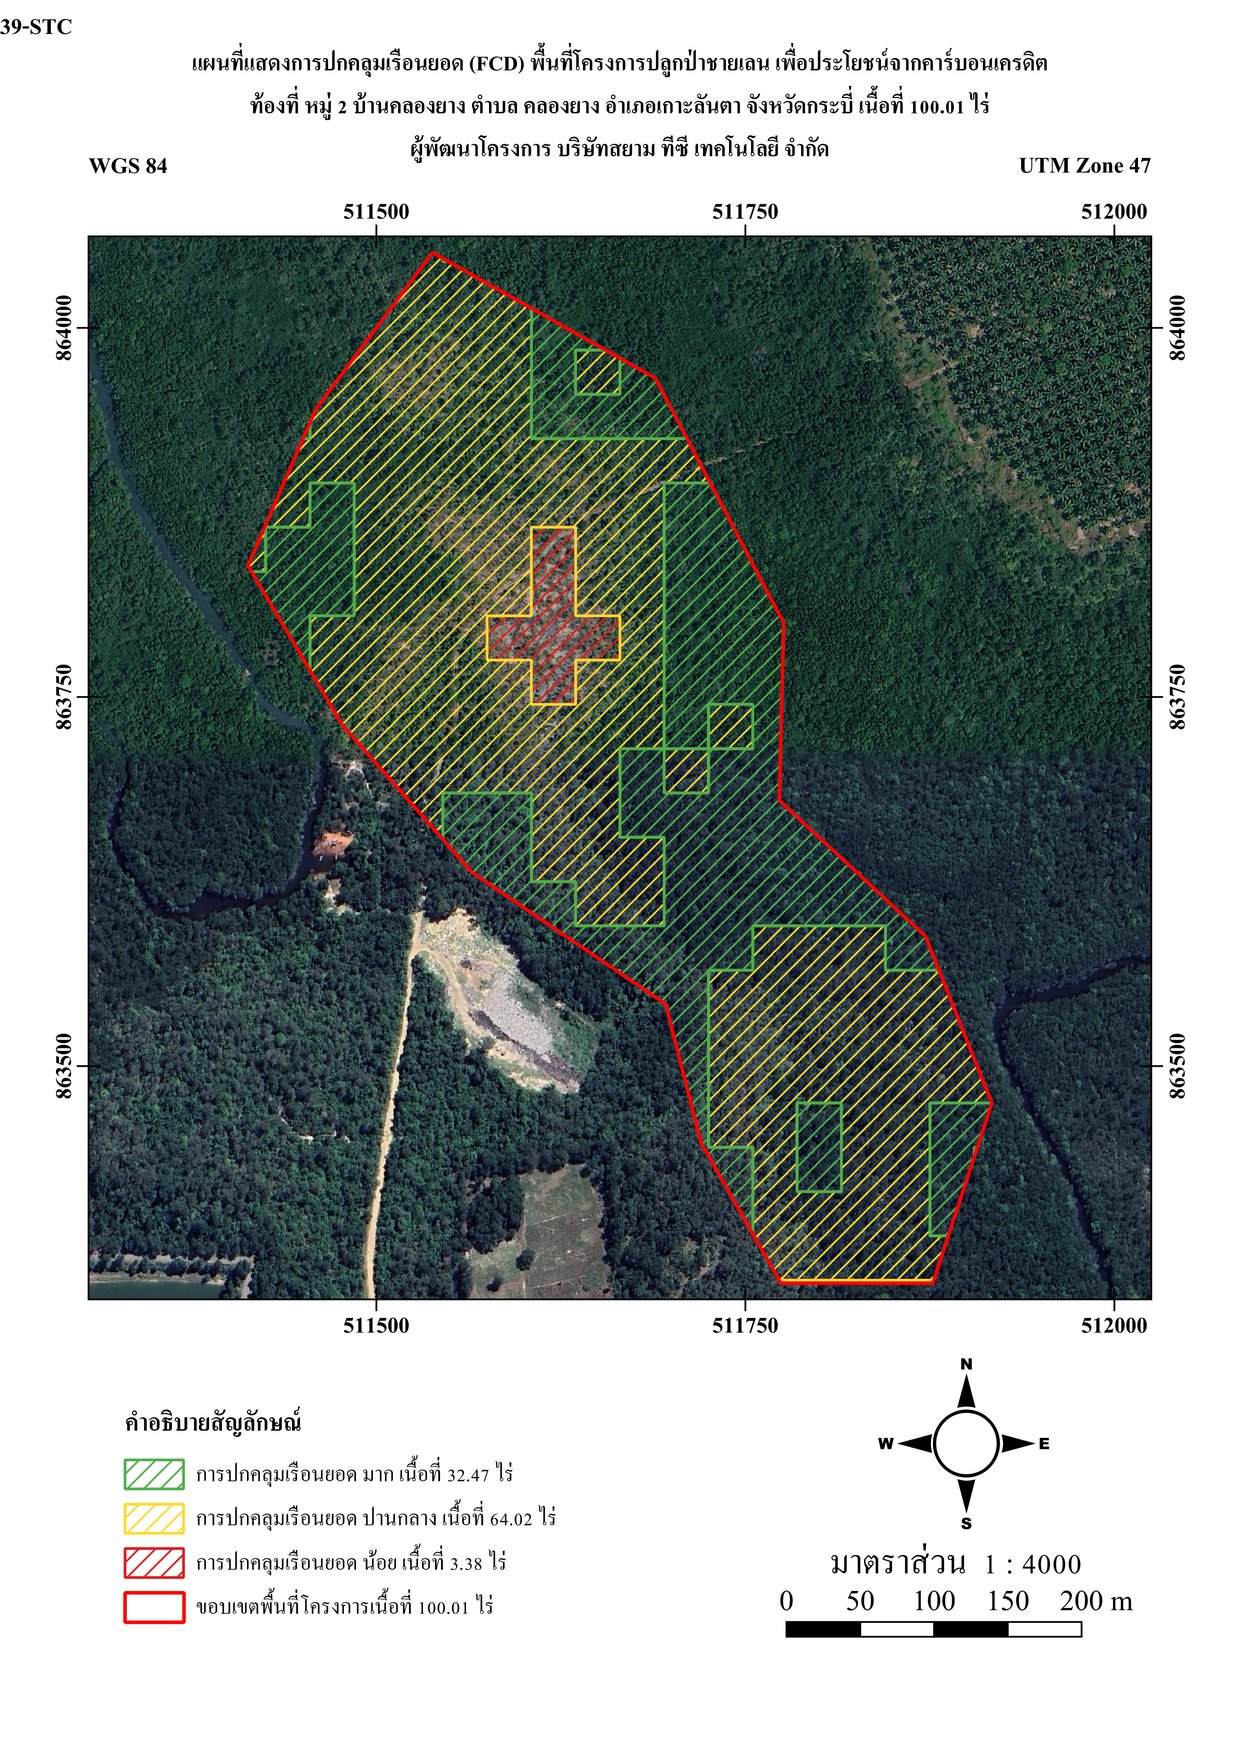 39-STC
แผนที่แสดงการปกคลุมเรือนยอด (FCD) พื้นที่โครงการปลูกป่าชายเลน เพื่อประโยชน์จากคาร์บอนเครดิต
ท้องที่ หมู่ 2 บ้านคลองยาง ตำบล คลองยาง อำเภอเกาะลันตา จังหวัดกระบี่ เนื้อที่ 100.01 ไร่
ผู้พัฒนาโครงการ บริษัทสยาม ทีซี เทคโนโลยี จำกัด
WGS 84
UTM Zone 47
511500 511750 512000
864000 864000
863750 863750
863500 863500
511500 511750 512000
คำอธิบายสัญลักษณ์
การปกคลุมเรือนยอด มาก เนื้อที่ 32.47 ไร่
การปกคลุมเรือนยอด ปานกลาง เนื้อที่ 64.02 ไร่
การปกคลุมเรือนยอด น้อย เนื้อที่ 3.38 ไร่
ขอบเขตพื้นที่โครงการเนื้อที่ 100.01 ไร่
N
W E
S
มาตราส่วน 1 : 4000
0 50 100 150 200 m